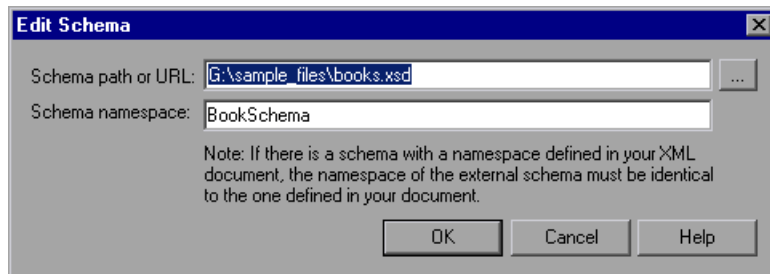 Edit Schema
Schema path or URL: G:\sample_files\books.xsd ...
Schema namespace: BookSchema
Note: If there is a schema with a namespace defined in your XML
document, the namespace of the external schema must be identical
to the one defined in your document.
OK Cancel Help